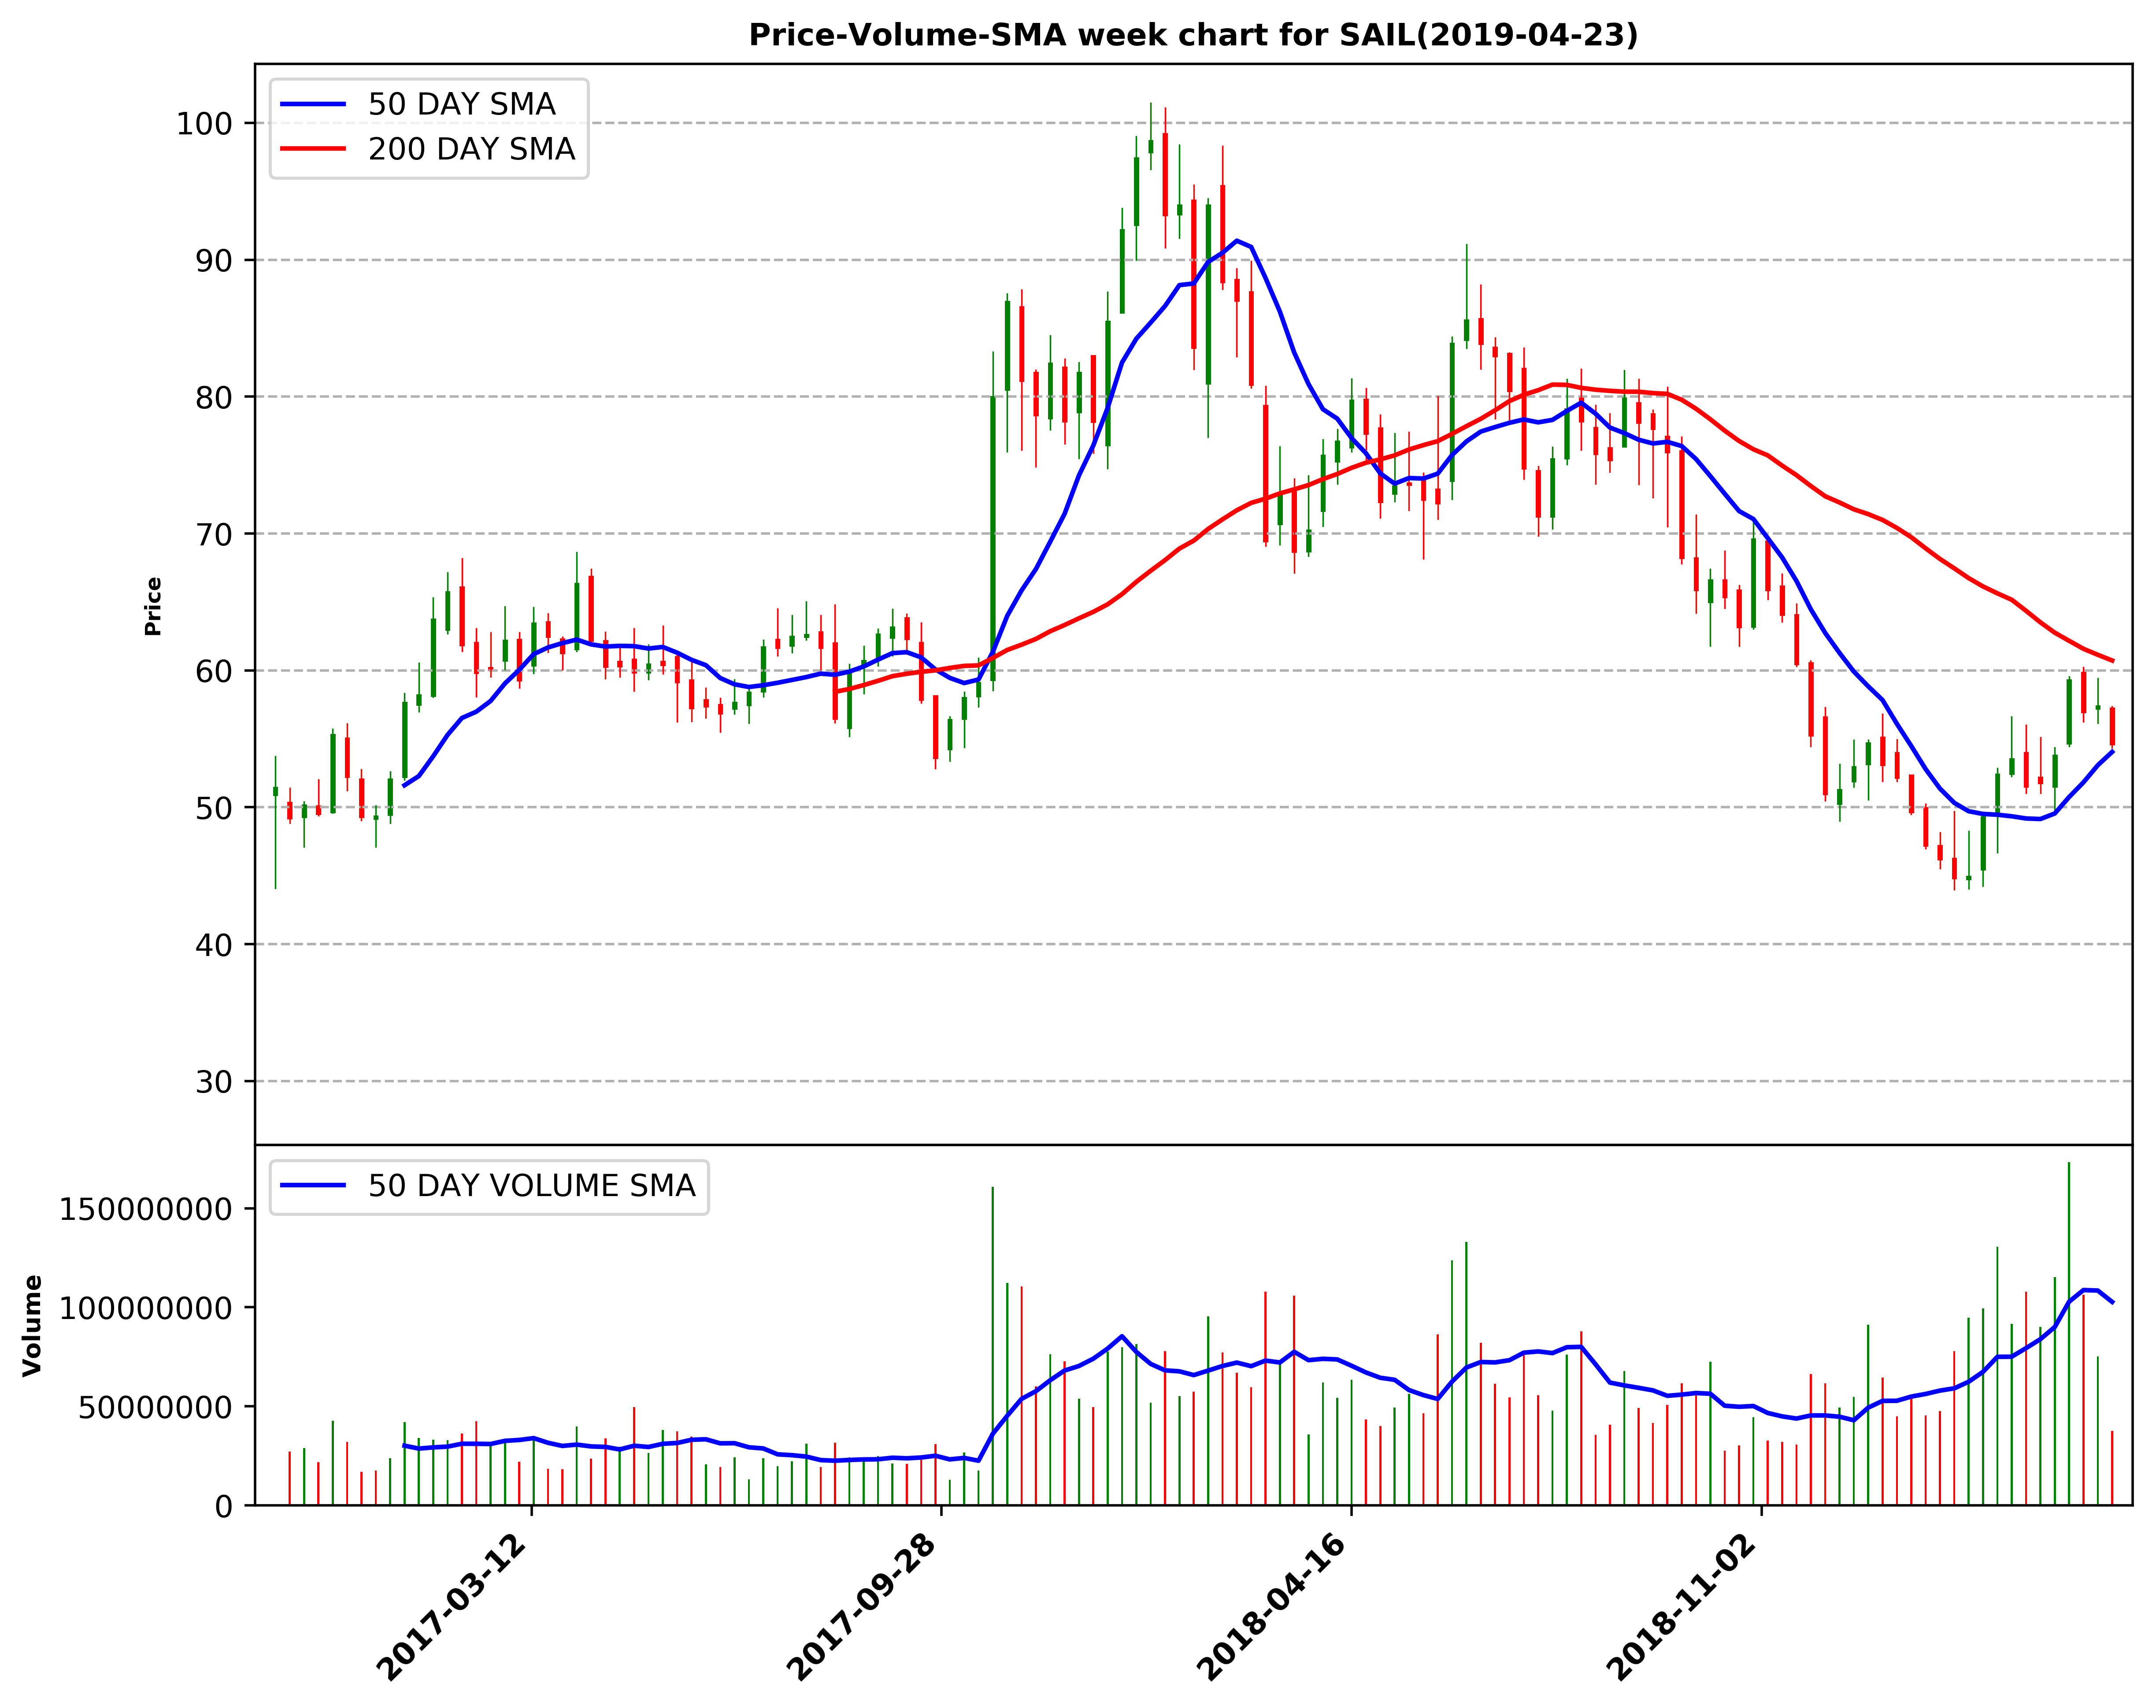 Price-Volume-SMA week chart for SAIL(2019-04-23)
50 DAY SMA
200 DAY SMA
100
90
80
70
60
50
40
30
Price
50 DAY VOLUME SMA
150000000
100000000
50000000
0
Volume
2017-03-12
2017-09-28
2018-04-16
2018-11-02